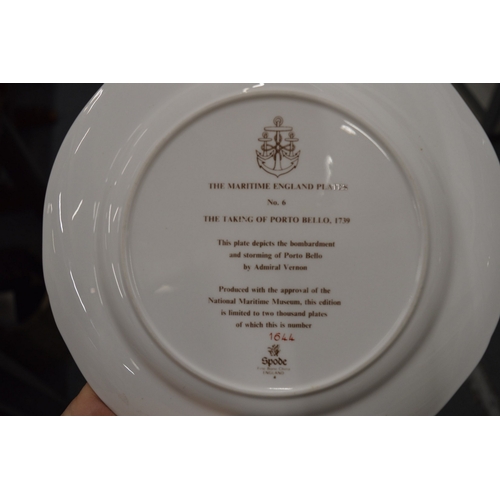 THE MARITIME ENGLAND PLATES
No. 6
THE TAKING OF PORTO BELLO, 1739
This plate depicts the bombardment
and storming of Porto Bello
by Admiral Vernon
Produced with the approval of the
National Maritime Museum, this edition
is limited to two thousand plates
of which this is number
1644
Spode